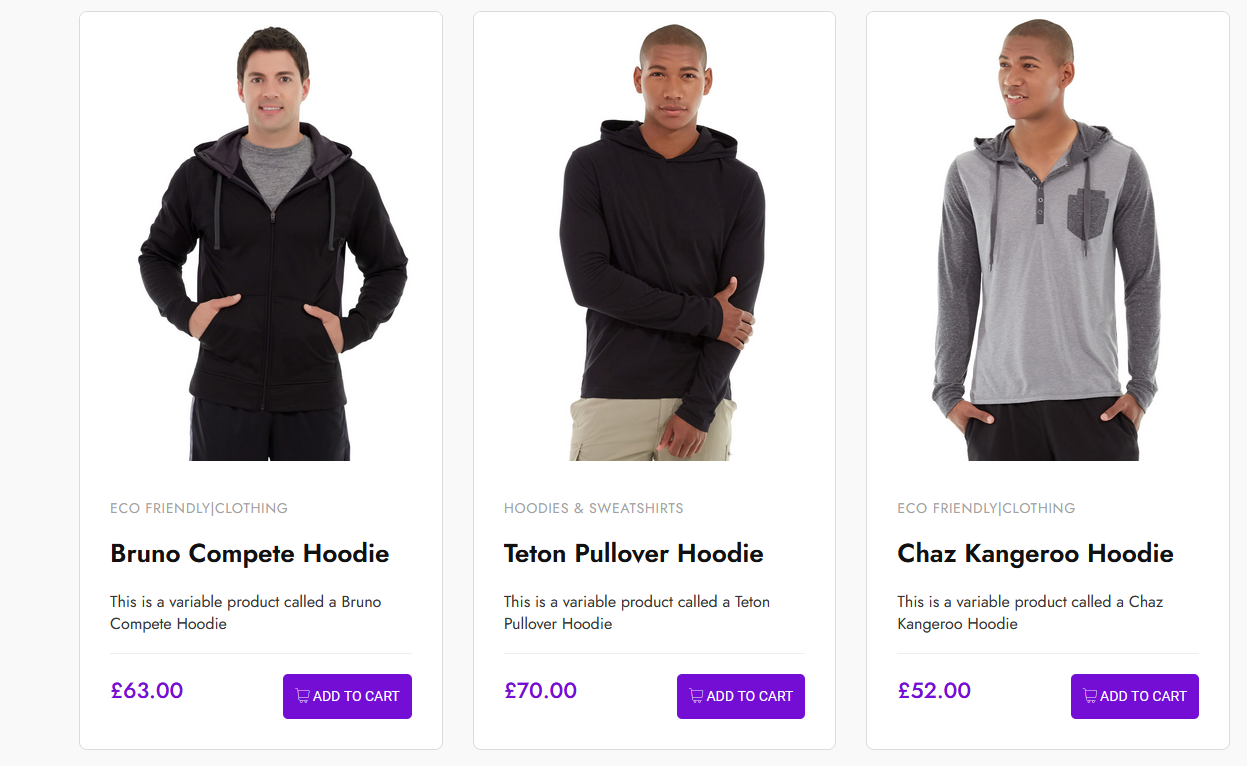 ECO FRIENDLY|CLOTHING
Bruno Compete Hoodie
This is a variable product called a Bruno
Compete Hoodie
£63.00
ADD TO CART
HOODIES & SWEATSHIRTS
Teton Pullover Hoodie
This is a variable product called a Teton
Pullover Hoodie
£70.00
ADD TO CART
ECO FRIENDLY|CLOTHING
Chaz Kangeroo Hoodie
This is a variable product called a Chaz
Kangeroo Hoodie
£52.00
ADD TO CART